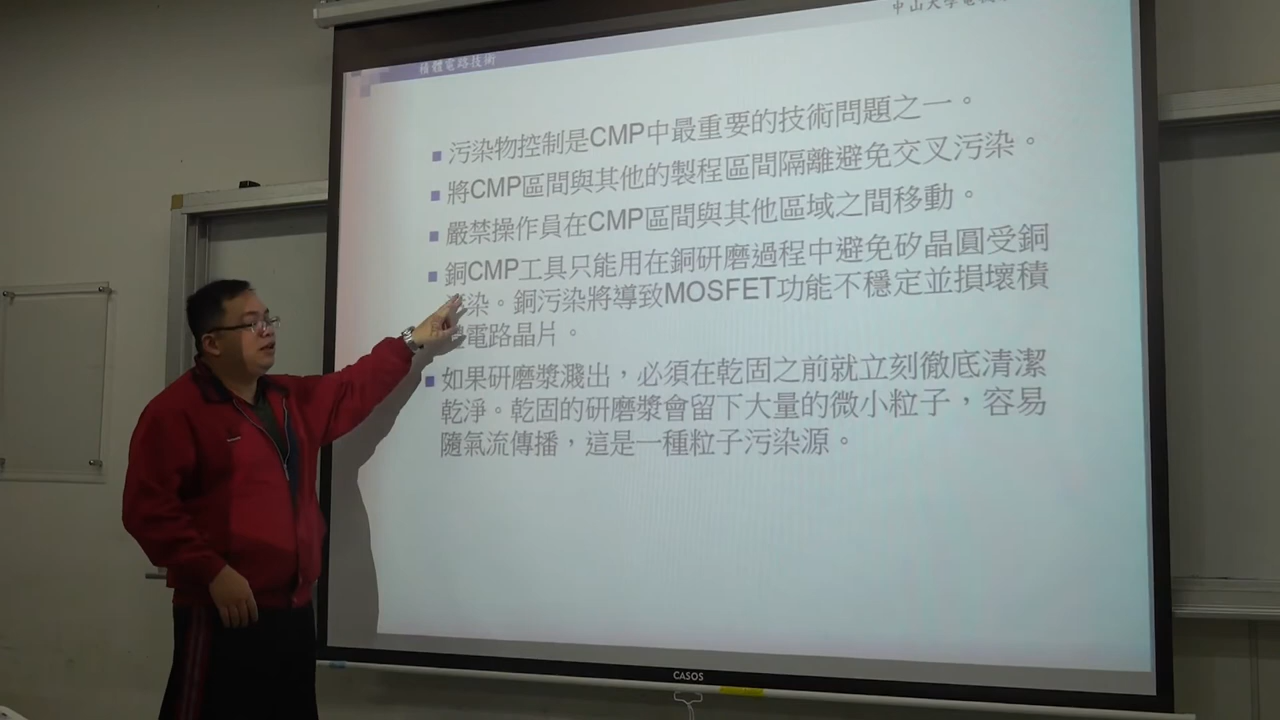 中山大學電
積體電路技術
污染物控制是CMP中最重要的技術問題之一。
將CMP區間與其他的製程區間隔離避免交叉污染。
嚴禁操作員在CMP區間與其他區域之間移動。
銅CMP工具只能用在銅研磨過程中避免矽晶圓受銅
染。銅污染將導致MOSFET功能不穩定並損壞積
電路晶片。
如果研磨漿濺出，必須在乾固之前就立刻徹底清潔
乾淨。乾固的研磨漿會留下大量的微小粒子，容易
隨氣流傳播，這是一種粒子污染源。
CASOS